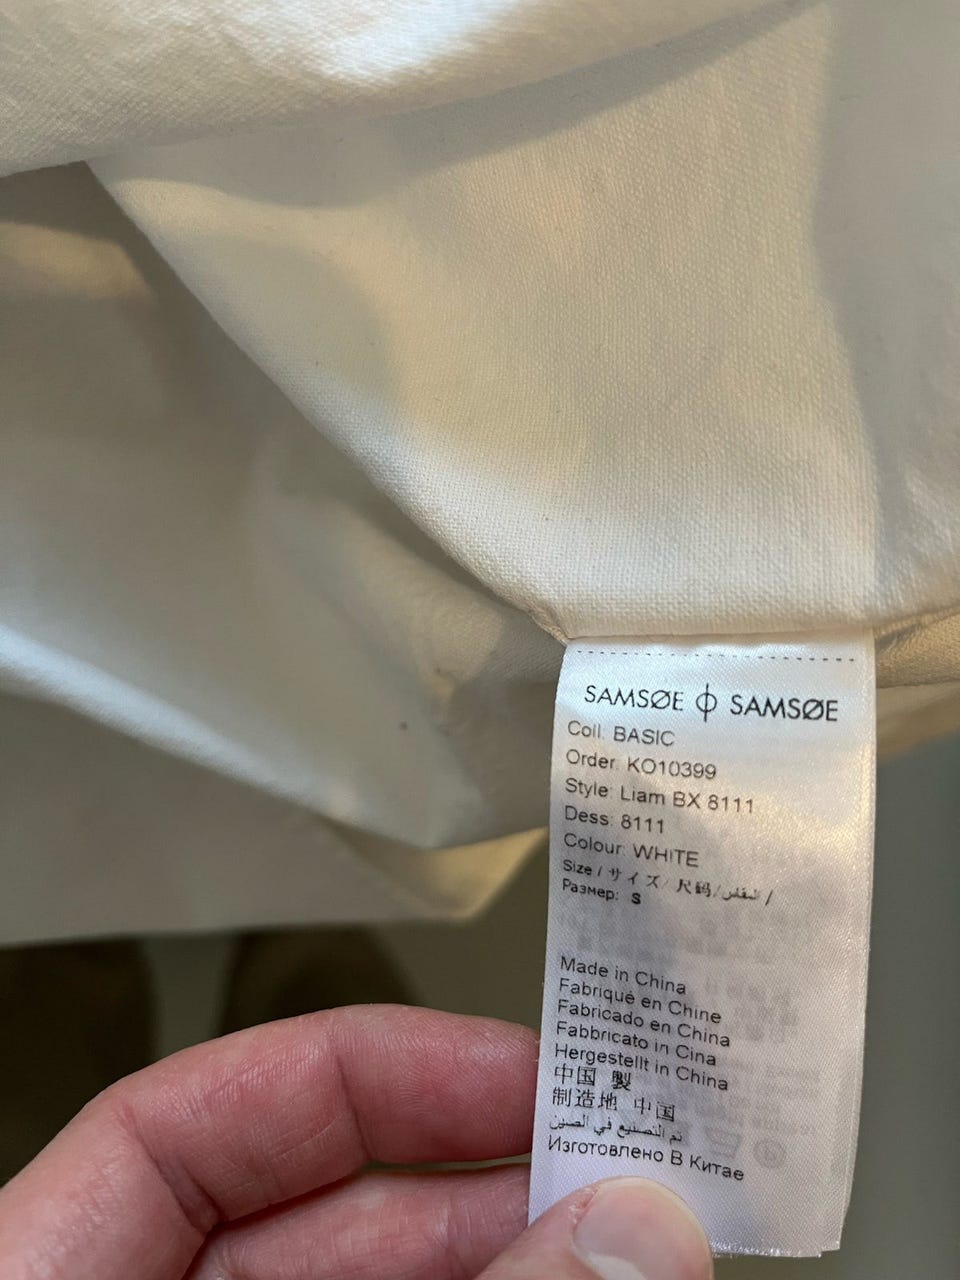 SAMSØE ϕ SAMSØE
Coll. BASIC
Order: KO10399
Style: Liam BX 8111
Dess: 8111
Colour: WHITE
Size / サイズ / 尺码 / المقاس /
Размер: S
Made in China
Fabriqué en Chine
Fabricado en China
Fabbricato in Cina
Hergestellt in China
中国 製
制造地 中国
تم التصنيع في الصين
Изготовлено В Китае